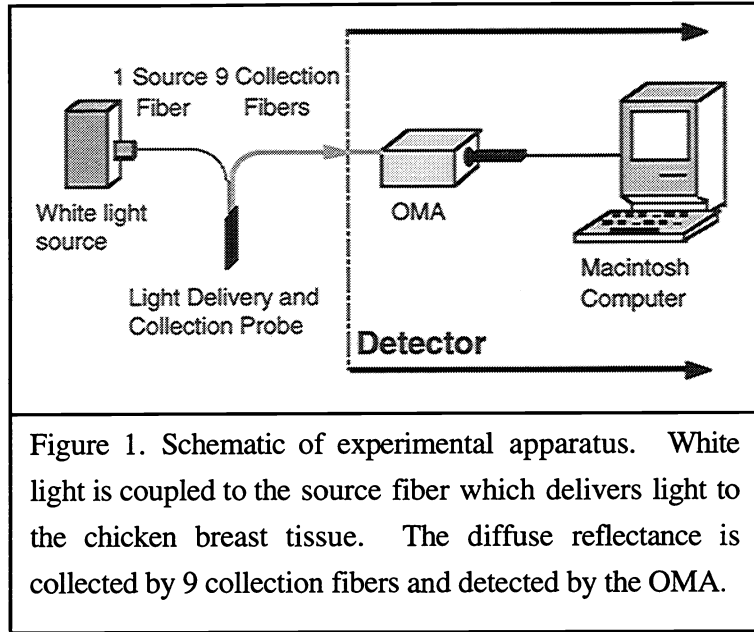 1 Source 9 Collection
Fiber Fibers
White light
source
OMA
Light Delivery and
Collection Probe
Macintosh
Computer
Detector
Figure 1. Schematic of experimental apparatus. White
light is coupled to the source fiber which delivers light to
the chicken breast tissue. The diffuse reflectance is
collected by 9 collection fibers and detected by the OMA.